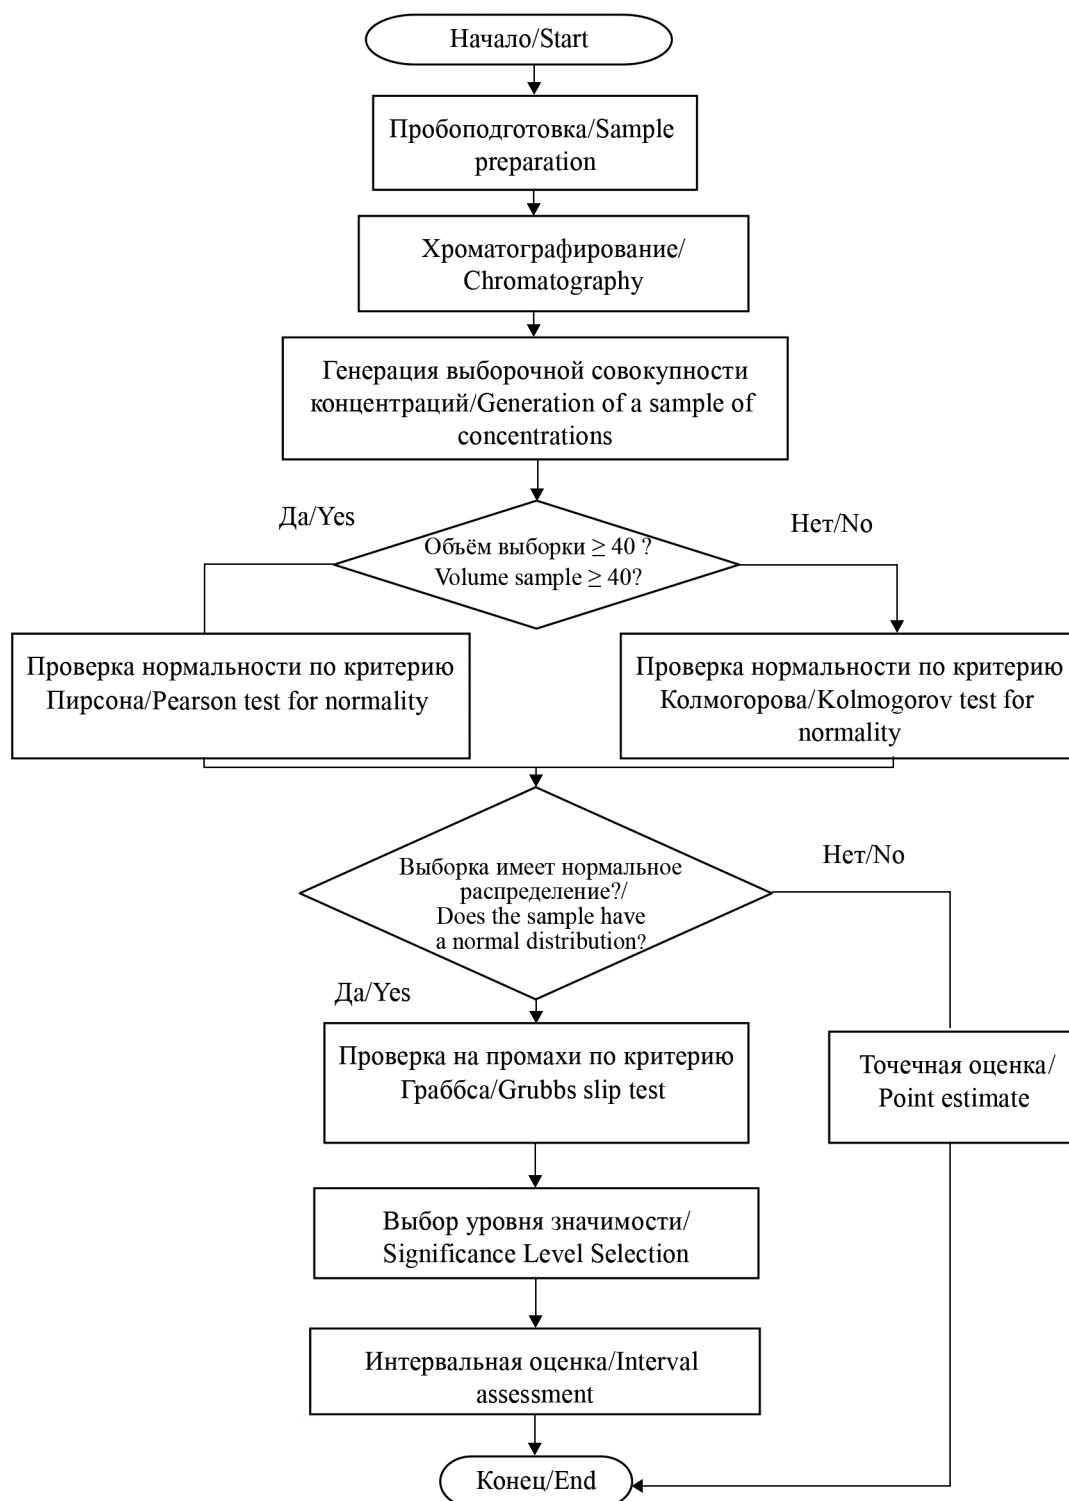 Начало/Start
Пробоподготовка/Sample
preparation
Хроматографирование/
Chromatography
Генерация выборочной совокупности
концентраций/Generation of a sample of
concentrations
Да/Yes
Нет/No
Объём выборки ≥ 40 ?
Volume sample ≥ 40?
Проверка нормальности по критерию
Пирсона/Pearson test for normality
Проверка нормальности по критерию
Колмогорова/Kolmogorov test for
normality
Нет/No
Выборка имеет нормальное
распределение?/
Does the sample have
a normal distribution?
Да/Yes
Проверка на промахи по критерию
Граббса/Grubbs slip test
Точечная оценка/
Point estimate
Выбор уровня значимости/
Significance Level Selection
Интервальная оценка/Interval
assessment
Конец/End